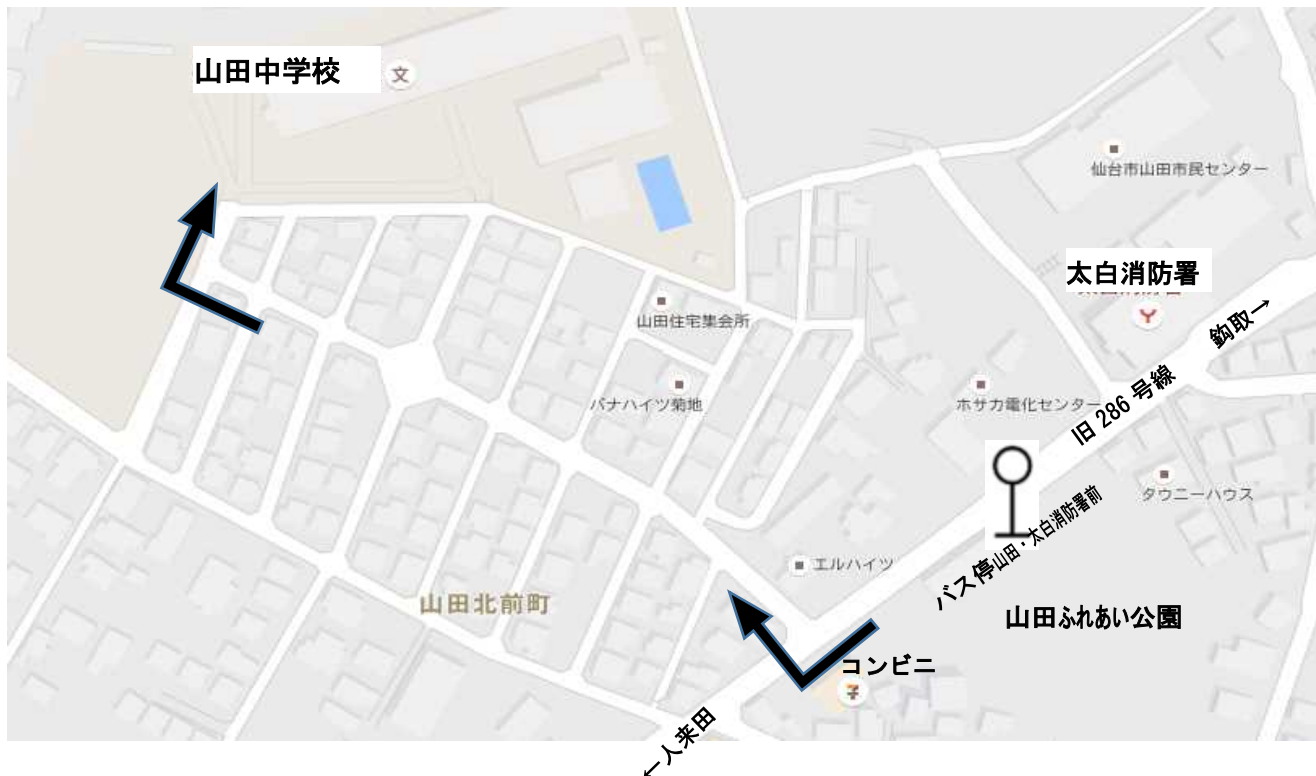 山田中学校
文
仙台市山田市民センター
太白消防署
鈎取→
山田住宅集会所
バナハイツ菊地
ホサカ電化センター
旧 286 号線
タウニーハウス
バス停山田・太白消防署前
エルハイツ
山田北前町
山田ふれあい公園
コンビニ
←人来田